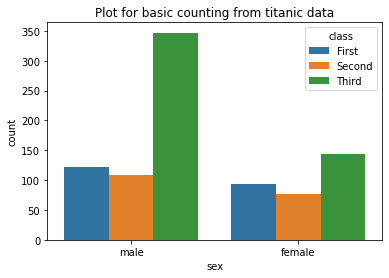 Plot for basic counting from titanic data
350
300
250
200
150
100
50
0
count
class
First
Second
Third
male
female
sex